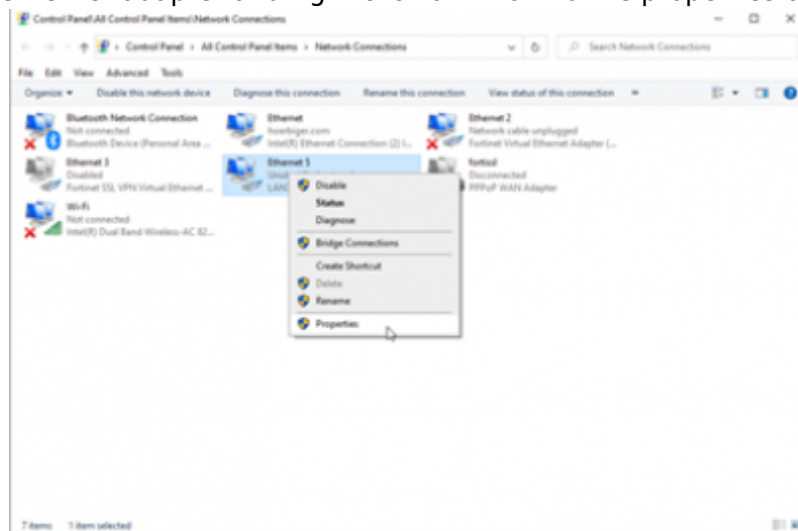 Control Panel\All Control Panel Items\Network Connections
Control Panel › All Control Panel Items › Network Connections
Search Network Connections
File Edit View Advanced Tools
Organize Disable this network device Diagnose this connection Rename this connection View status of this connection »
Bluetooth Network Connection
Not connected
Bluetooth Device (Personal Area ...
Ethernet
hoerbiger.com
Intel(R) Ethernet Connection (2) I...
Ethernet 2
Network cable unplugged
Fortinet Virtual Ethernet Adapter (...
Ethernet 3
Disabled
Fortinet SSL VPN Virtual Ethernet ...
Ethernet 5
fortissl
Disconnected
PPPoP WAN Adapter
Wi-Fi
Not connected
Intel(R) Dual Band Wireless-AC 82...
Disable
Status
Diagnose
Bridge Connections
Create Shortcut
Delete
Rename
Properties
7 items 1 item selected